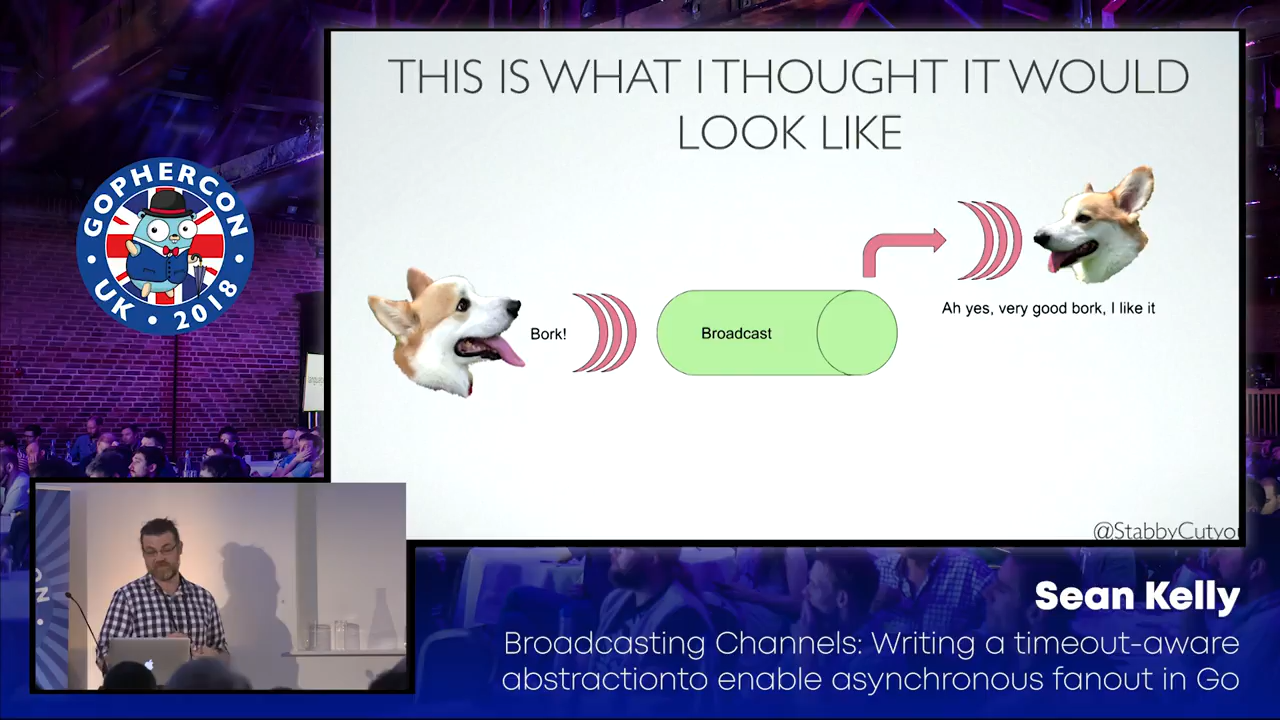 THIS IS WHAT I THOUGHT IT WOULD
LOOK LIKE
GOPHERCON
UK • 2018
Bork!
Broadcast
Ah yes, very good bork, I like it
@StabbyCutyo
Sean Kelly
Broadcasting Channels: Writing a timeout-aware
abstractionto enable asynchronous fanout in Go